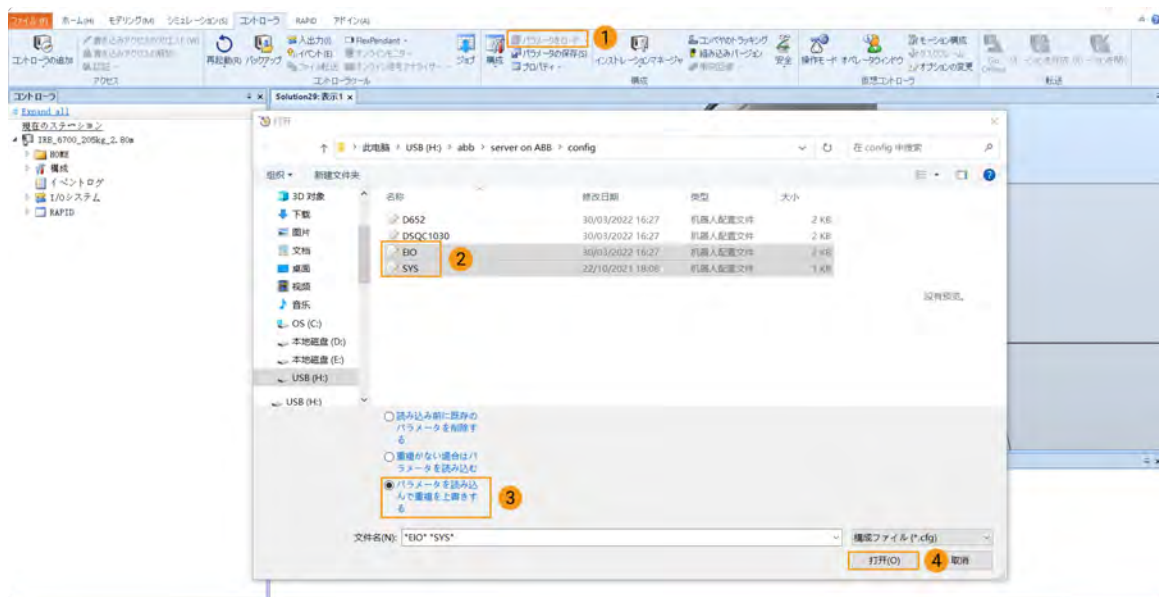 ファイル(F) ホーム(H) モデリング(M) シミュレーション(S) コントローラ(C) RAPID アドイン(A)
コントローラの追加
アクセス
再起動(R)
バックアップ
入出力(I)
イベント(E)
FlexPendant
コントローラツール
ジョブ
構成
パラメータをロード
パラメータの保存(S)
プロパティ
インストレーションマネージャ
コンベヤのトラッキング
組み込みバージョン
安全
構成
操作モード
オペレータウインドウ
モーション構成
オプションの変更
仮想コントローラ
転送
1
コントローラ
Solution29:表示1 x
Expand all
現在のステーション
IRB_6700_205kg_2.80m
HOME
構成
イベントログ
I/Oシステム
RAPID
打开
此电脑 > USB (H:) > abb > server on ABB > config
在 config 中搜索
组织 新建文件夹
名称 修改日期 类型 大小
3D 对象
下载
图片
文档
桌面
视频
音乐
OS (C:)
本地磁盘 (D:)
本地磁盘 (E:)
USB (H:)
USB (H:)
D652 30/03/2022 16:27 机器人配置文件 2 KB
DSQC1030 30/03/2022 16:27 机器人配置文件 2 KB
EIO 30/03/2022 16:27 机器人配置文件 2 KB
SYS 22/10/2021 18:08 机器人配置文件 1 KB
2
没有预览。
読み込み前に既存の
パラメータを削除す
る
重複がない場合はパ
ラメータを読み込む
パラメータを読み込
んで重複を上書きす
る
3
文件名(N): "EIO" "SYS"
構成ファイル (*.cfg)
打开(O)
4
取消